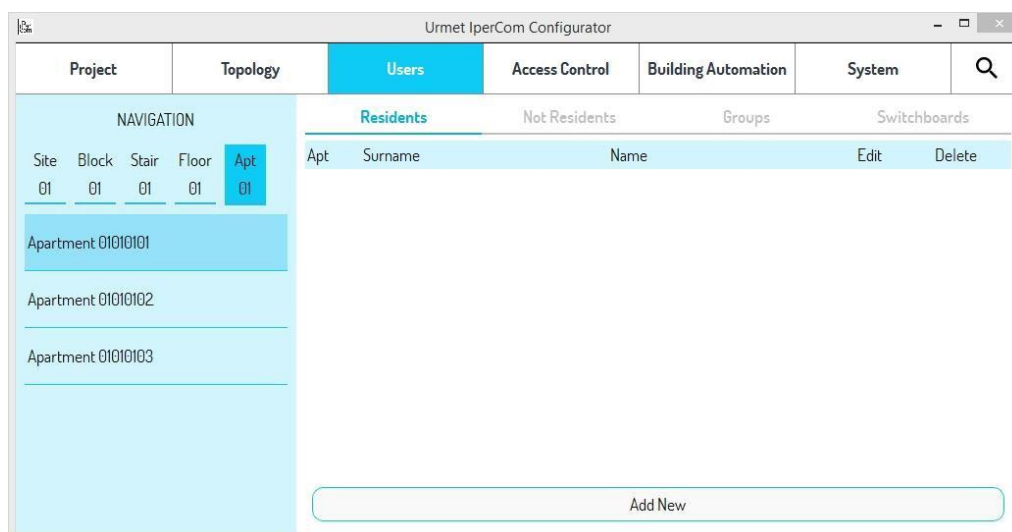 Urmet IperCom Configurator
Project Topology Users Access Control Building Automation System
NAVIGATION
Residents Not Residents Groups Switchboards
Site Block Stair Floor Apt
01 01 01 01 01
Apt Surname Name Edit Delete
Apartment 01010101
Apartment 01010102
Apartment 01010103
Add New